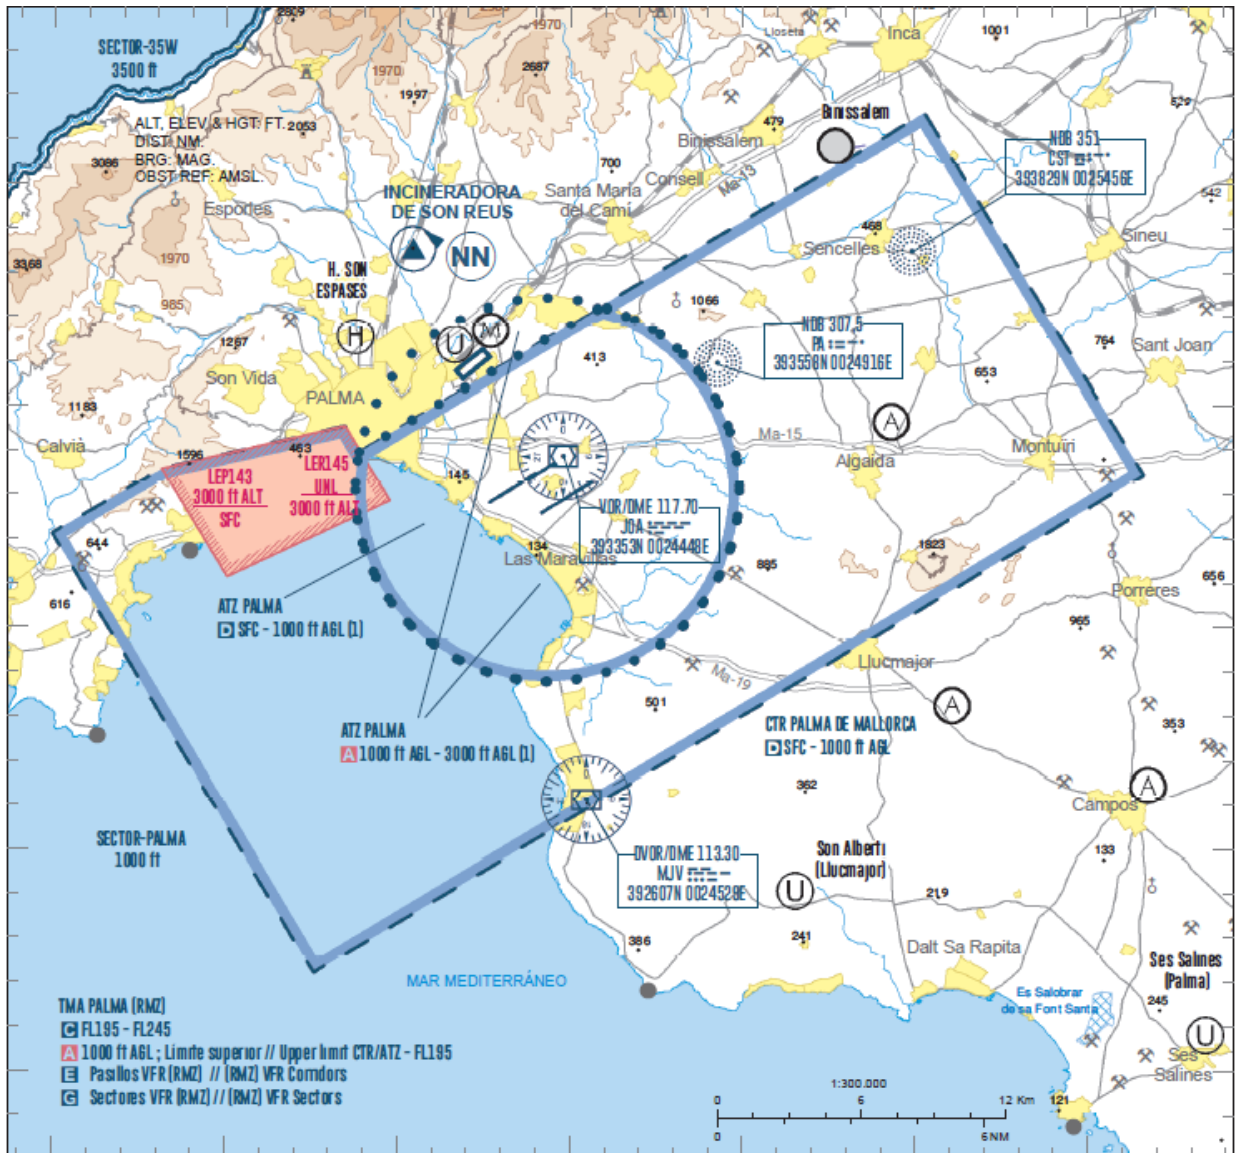 2809
1970
SECTOR-35W
3500 ft
2687
1970
1997
Lloseta
Inca
1001
ALT, ELEV & HGT: FT.
DIST: NM.
BRG: MAG.
OBST REF: AMSL.
2053
3086
Esporles
479
Binissalem
Binissalem
529
NDB 351
CST
393829N 0025456E
700
Consell
Ma-13
Santa María
del Camí
542
INCINERADORA
DE SON REUS
NN
468
Sencelles
Sineu
3368
1970
985
H. SON
ESPASES
H
U
M
1066
1267
413
NDB 307,5
PA
393558N 0024916E
764
Sant Joan
653
Son Vida
PALMA
1183
Calvià
1596
463
LEP143
3000 ft ALT
SFC
LER145
UNL
3000 ft ALT
145
Ma-15
A
Algaida
Montuïri
VOR/DME 117.70
JOA
393353N 0024448E
134
Las Maravillas
644
616
885
1823
656
Porreres
965
ATZ PALMA
D SFC - 1000 ft AGL (1)
Llucmajor
Ma-19
501
A
353
ATZ PALMA
A 1000 ft AGL - 3000 ft AGL (1)
CTR PALMA DE MALLORCA
D SFC - 1000 ft AGL
362
A
Campos
SECTOR-PALMA
1000 ft
DVOR/DME 113.30
MJV
392607N 0024528E
Son Alberti
(Llucmajor)
U
133
219
241
386
Dalt Sa Rapita
Ses Salines
(Palma)
245
U
Ses
Salines
Es Salobrar
de sa Font Santa
MAR MEDITERRÁNEO
TMA PALMA (RMZ)
C FL195 - FL245
A 1000 ft AGL ; Límite superior // Upper limit CTR/ATZ - FL195
E Pasillos VFR (RMZ) // (RMZ) VFR Corridors
G Sectores VFR (RMZ) // (RMZ) VFR Sectors
1:300.000
0 6 12 Km
0 6 NM
121